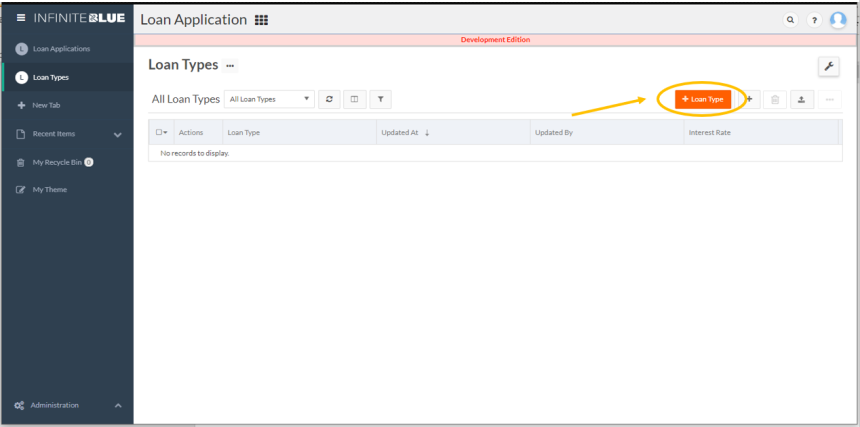 INFINITE BLUE
Loan Application
Development Edition
Loan Applications
Loan Types
New Tab
Recent Items
My Recycle Bin 0
My Theme
Administration
Loan Types
All Loan Types All Loan Types
+ Loan Type
Actions Loan Type Updated At ↓ Updated By Interest Rate
No records to display.